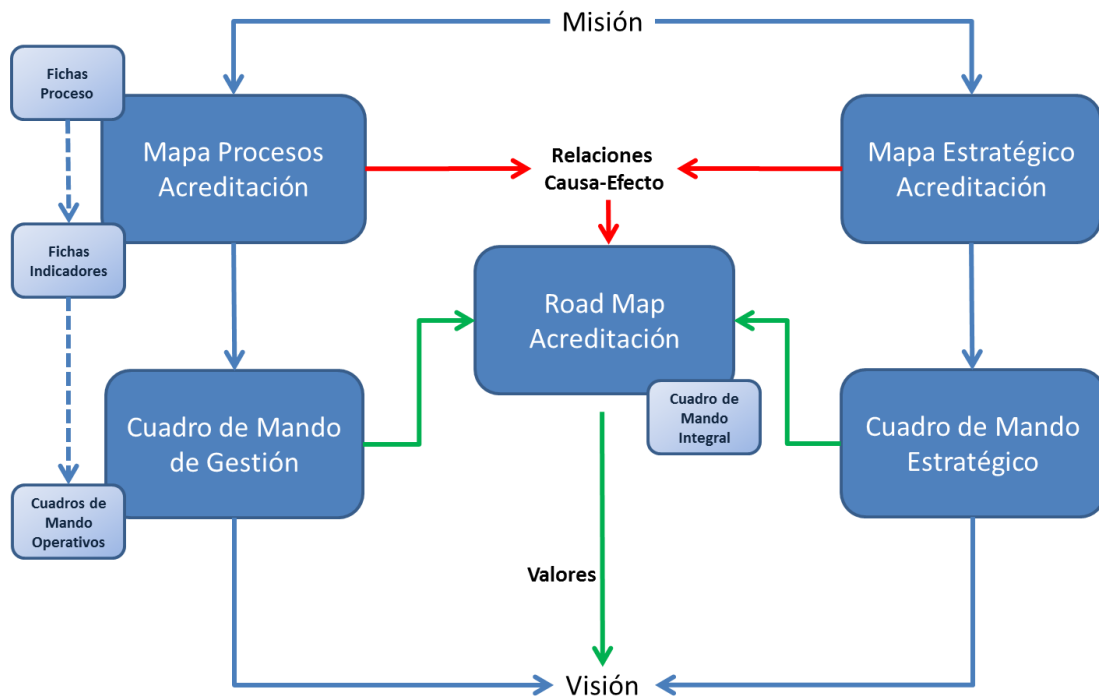 Misión
Fichas
Proceso
Mapa Procesos
Acreditación
Relaciones
Causa-Efecto
Mapa Estratégico
Acreditación
Fichas
Indicadores
Road Map
Acreditación
Cuadro de
Mando
Integral
Cuadro de Mando
de Gestión
Cuadro de Mando
Estratégico
Cuadros de
Mando
Operativos
Valores
Visión